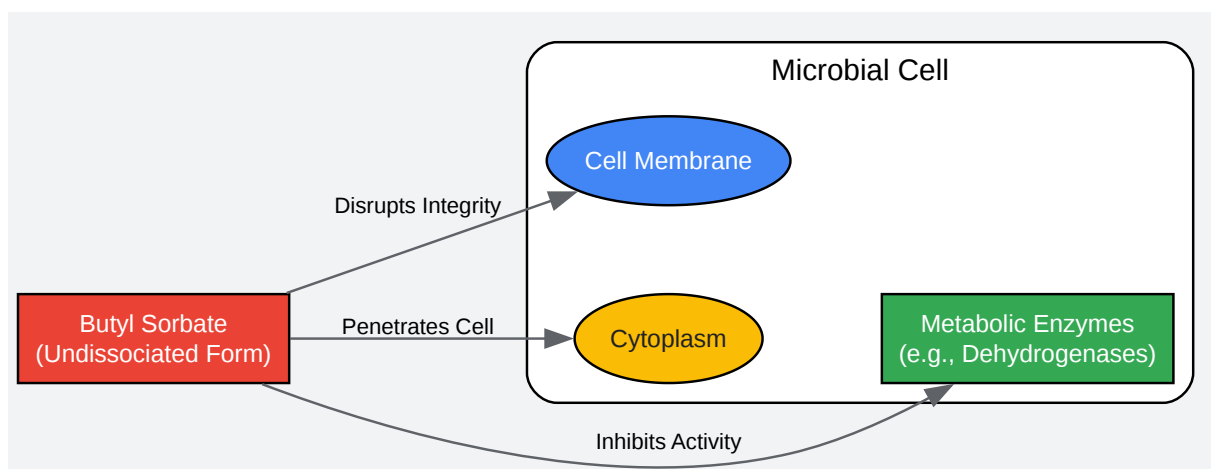 Microbial Cell
Cell Membrane
Disrupts Integrity
Butyl Sorbate
(Undissociated Form)
Penetrates Cell
Cytoplasm
Metabolic Enzymes
(e.g., Dehydrogenases)
Inhibits Activity